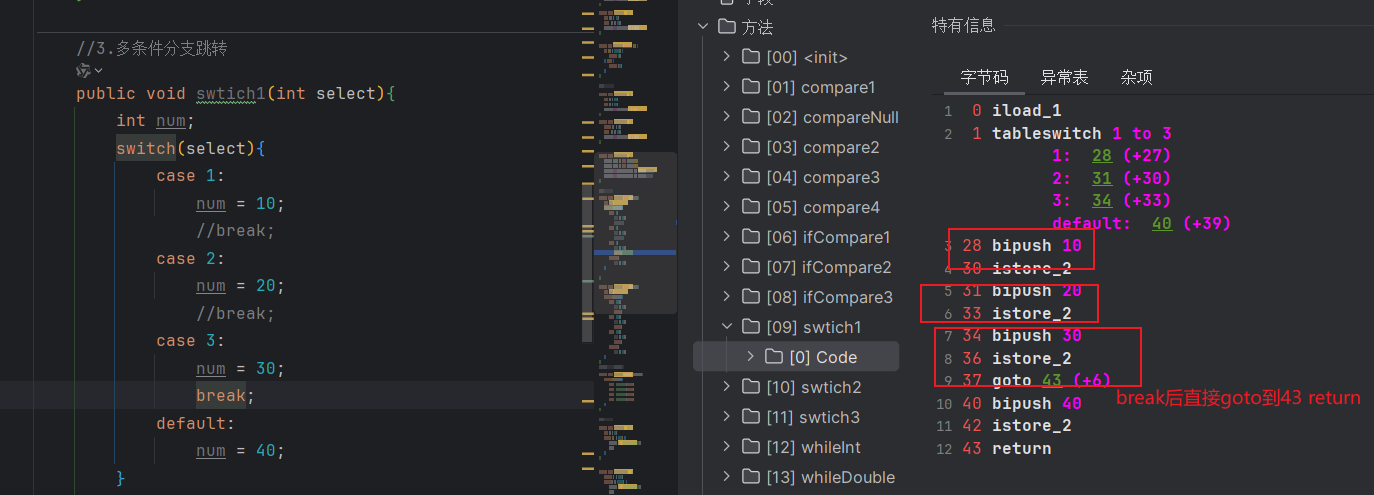 //3.多条件分支跳转
public void swtich1(int select){
int num;
switch(select){
case 1:
num = 10;
//break;
case 2:
num = 20;
//break;
case 3:
num = 30;
break;
default:
num = 40;
}
方法
[00] <init>
[01] compare1
[02] compareNull
[03] compare2
[04] compare3
[05] compare4
[06] ifCompare1
[07] ifCompare2
[08] ifCompare3
[09] swtich1
[0] Code
[10] swtich2
[11] swtich3
[12] whileInt
[13] whileDouble
特有信息
字节码 异常表 杂项
1 0 iload_1
2 1 tableswitch 1 to 3
1: 28 (+27)
2: 31 (+30)
3: 34 (+33)
default: 40 (+39)
3 28 bipush 10
4 30 istore_2
5 31 bipush 20
6 33 istore_2
7 34 bipush 30
8 36 istore_2
9 37 goto 43 (+6)
break后直接goto到43 return
10 40 bipush 40
11 42 istore_2
12 43 return